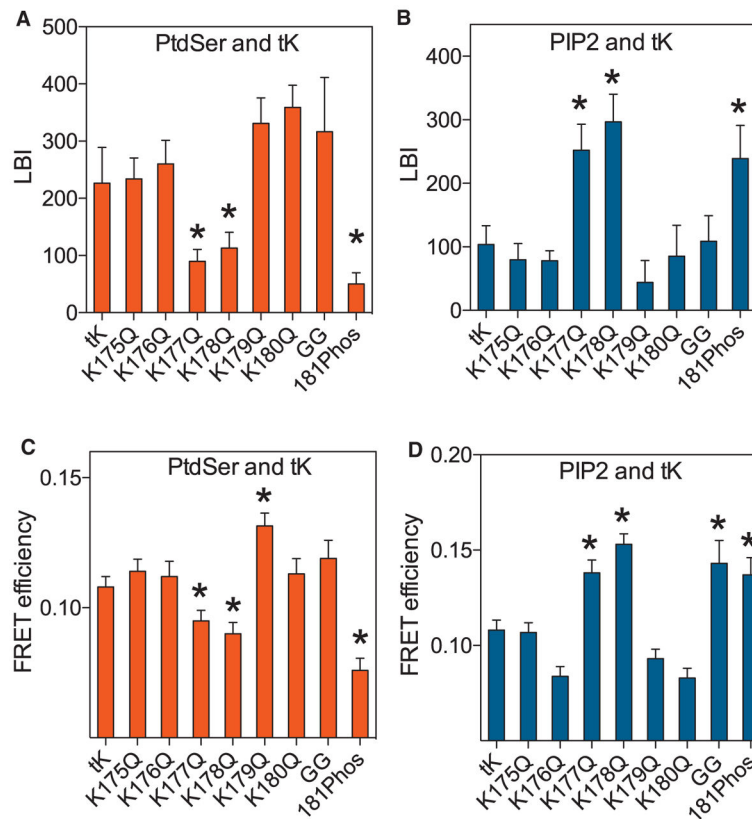 A
PtdSer and tK
LBI
500
400
300
200
100
0
*
*
*
tK
K175Q
K176Q
K177Q
K178Q
K179Q
K180Q
GG
181Phos
B
PIP2 and tK
LBI
400
300
200
100
0
*
*
*
tK
K175Q
K176Q
K177Q
K178Q
K179Q
K180Q
GG
181Phos
C
PtdSer and tK
FRET efficiency
0.15
0.10
*
*
*
*
tK
K175Q
K176Q
K177Q
K178Q
K179Q
K180Q
GG
181Phos
D
PIP2 and tK
FRET efficiency
0.20
0.15
0.10
*
*
*
*
tK
K175Q
K176Q
K177Q
K178Q
K179Q
K180Q
GG
181Phos